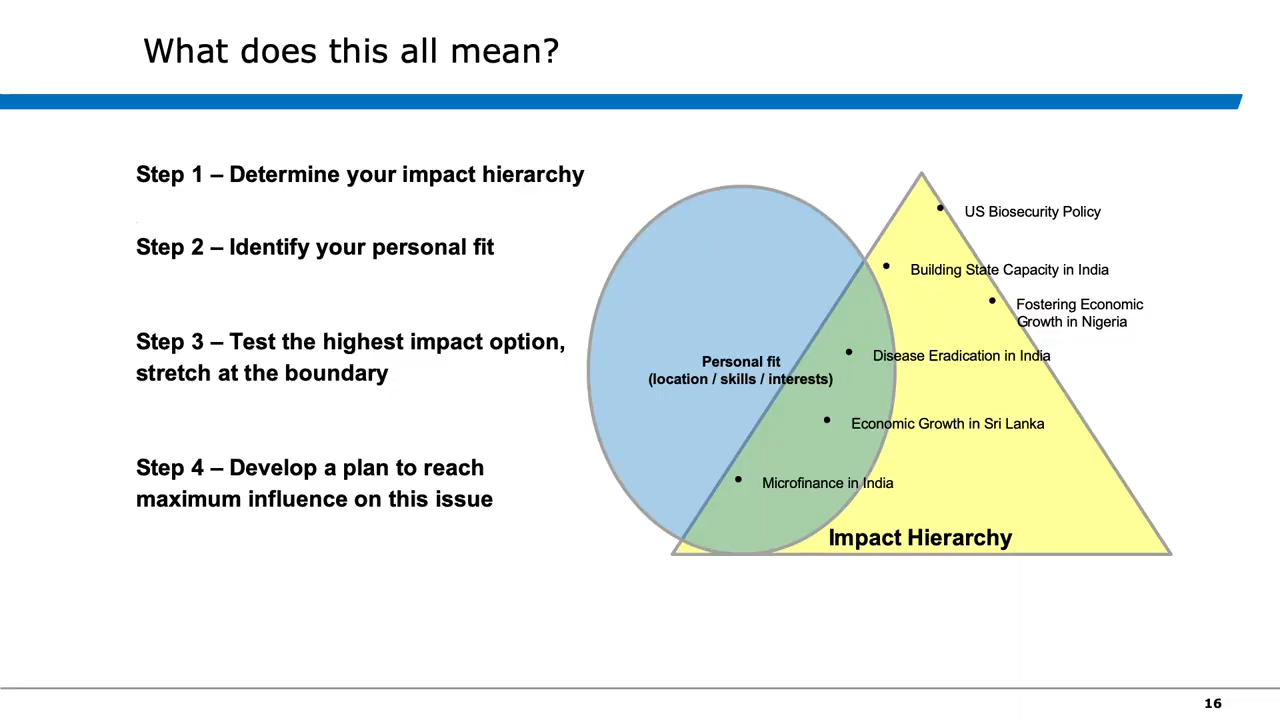 What does this all mean?
Step 1 – Determine your impact hierarchy
Step 2 – Identify your personal fit
Step 3 – Test the highest impact option,
stretch at the boundary
Step 4 – Develop a plan to reach
maximum influence on this issue
Personal fit
(location / skills / interests)
• US Biosecurity Policy
• Building State Capacity in India
• Fostering Economic
Growth in Nigeria
• Disease Eradication in India
• Economic Growth in Sri Lanka
• Microfinance in India
Impact Hierarchy
16